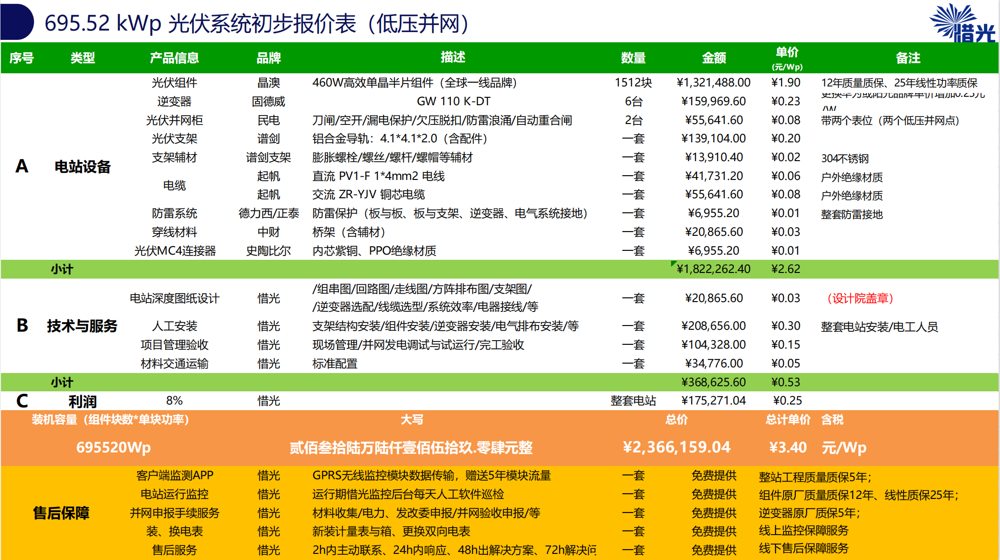 695.52 kWp 光伏系统初步报价表（低压并网）
惜光
序号 类型 产品信息 品牌 描述 数量 金额 单价 (元/Wp) 备注
光伏组件 晶澳 460W高效单晶半片组件（全球一线品牌） 1512块 ¥1,321,488.00 ¥1.90 12年质量质保、25年线性功率质保
逆变器 固德威 GW 110 K-DT 6台 ¥159,969.60 ¥0.23 更换华为或阳光品牌单价增加0.25元/W
光伏并网柜 民电 刀闸/空开/漏电保护/欠压脱扣/防雷浪涌/自动重合闸 2台 ¥55,641.60 ¥0.08 带两个表位（两个低压并网点）
光伏支架 谱剑 铝合金导轨：4.1*4.1*2.0（含配件） 一套 ¥139,104.00 ¥0.20
支架辅材 谱剑支架 膨胀螺栓/螺丝/螺杆/螺帽等辅材 一套 ¥13,910.40 ¥0.02 304不锈钢
A 电站设备
电缆 起帆 直流 PV1-F 1*4mm2 电线 一套 ¥41,731.20 ¥0.06 户外绝缘材质
起帆 交流 ZR-YJV 铜芯电缆 一套 ¥55,641.60 ¥0.08 户外绝缘材质
防雷系统 德力西/正泰 防雷保护（板与板、板与支架、逆变器、电气系统接地） 一套 ¥6,955.20 ¥0.01 整套防雷接地
穿线材料 中财 桥架（含辅材） 一套 ¥20,865.60 ¥0.03
光伏MC4连接器 史陶比尔 内芯紫铜、PPO绝缘材质 一套 ¥6,955.20 ¥0.01
小计 ¥1,822,262.40 ¥2.62
电站深度图纸设计 惜光 /组串图/回路图/走线图/方阵排布图/支架图/
/逆变器选配/线缆选型/系统效率/电器接线/等 一套 ¥20,865.60 ¥0.03 （设计院盖章）
B 技术与服务 人工安装 惜光 支架结构安装/组件安装/逆变器安装/电气排布安装/等 一套 ¥208,656.00 ¥0.30 整套电站安装/电工人员
项目管理验收 惜光 现场管理/并网发电调试与试运行/完工验收 一套 ¥104,328.00 ¥0.15
材料交通运输 惜光 标准配置 一套 ¥34,776.00 ¥0.05
小计 ¥368,625.60 ¥0.53
C 利润 8% 惜光 整套电站 ¥175,271.04 ¥0.25
装机容量（组件块数*单块功率） 大写 总价 总计单价 含税
695520Wp 贰佰叁拾陆万陆仟壹佰伍拾玖.零肆元整 ¥2,366,159.04 ¥3.40 元/Wp
客户端监测APP 惜光 GPRS无线监控模块数据传输，赠送5年模块流量 一套 免费提供 整站工程质量质保5年；
电站运行监控 惜光 运行期惜光监控后台每天人工软件巡检 一套 免费提供 组件原厂质量质保12年、线性质保25年；
售后保障 并网申报手续服务 惜光 材料收集/电力、发改委申报/并网验收申报/等 一套 免费提供 逆变器原厂质保5年；
装、换电表 惜光 新装计量表与箱、更换双向电表 一套 免费提供 线上监控保障服务
售后服务 惜光 2h内主动联系、24h内响应、48h出解决方案、72h解决问 一套 免费提供 线下售后保障服务